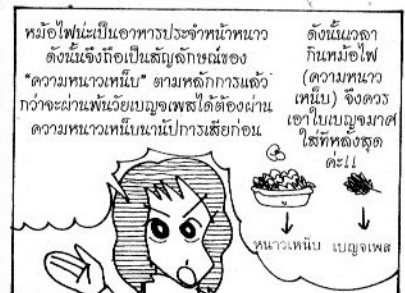 หม้อไฟน่ะเป็นอาหารประจำหน้าหนาว
ดังนั้นจึงถือเป็นสัญลักษณ์ของ
"ความหนาวเหน็บ" ตามหลักการแล้ว
กว่าจะผ่านพ้นวัยเบญจเพสได้ต้องผ่าน
ความหนาวเหน็บนานัปการเสียก่อน
ดังนั้นเวลา
กินหม้อไฟ
(ความหนาว
เหน็บ) จึงควร
เอาใบเบญจมาศ
ใส่ทีหลังสุด
ค่ะ!!
หนาวเหน็บ เบญจเพส